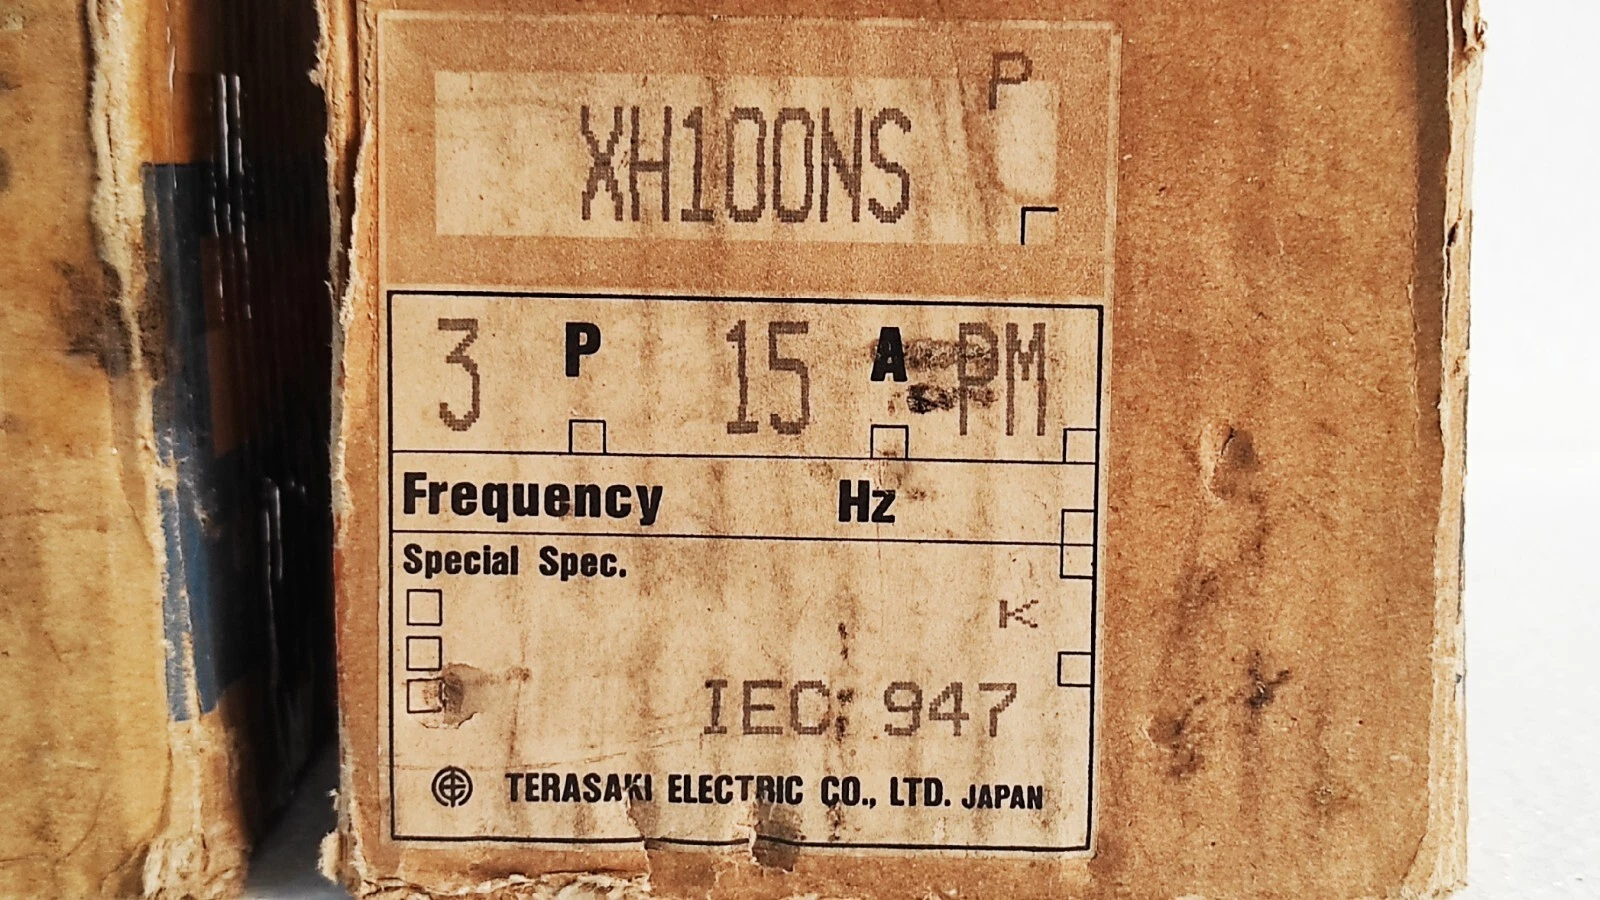 P
XH100NS
3 P 15 A PM
Frequency Hz
Special Spec.
K
IEC 947
TERASAKI ELECTRIC CO., LTD. JAPAN